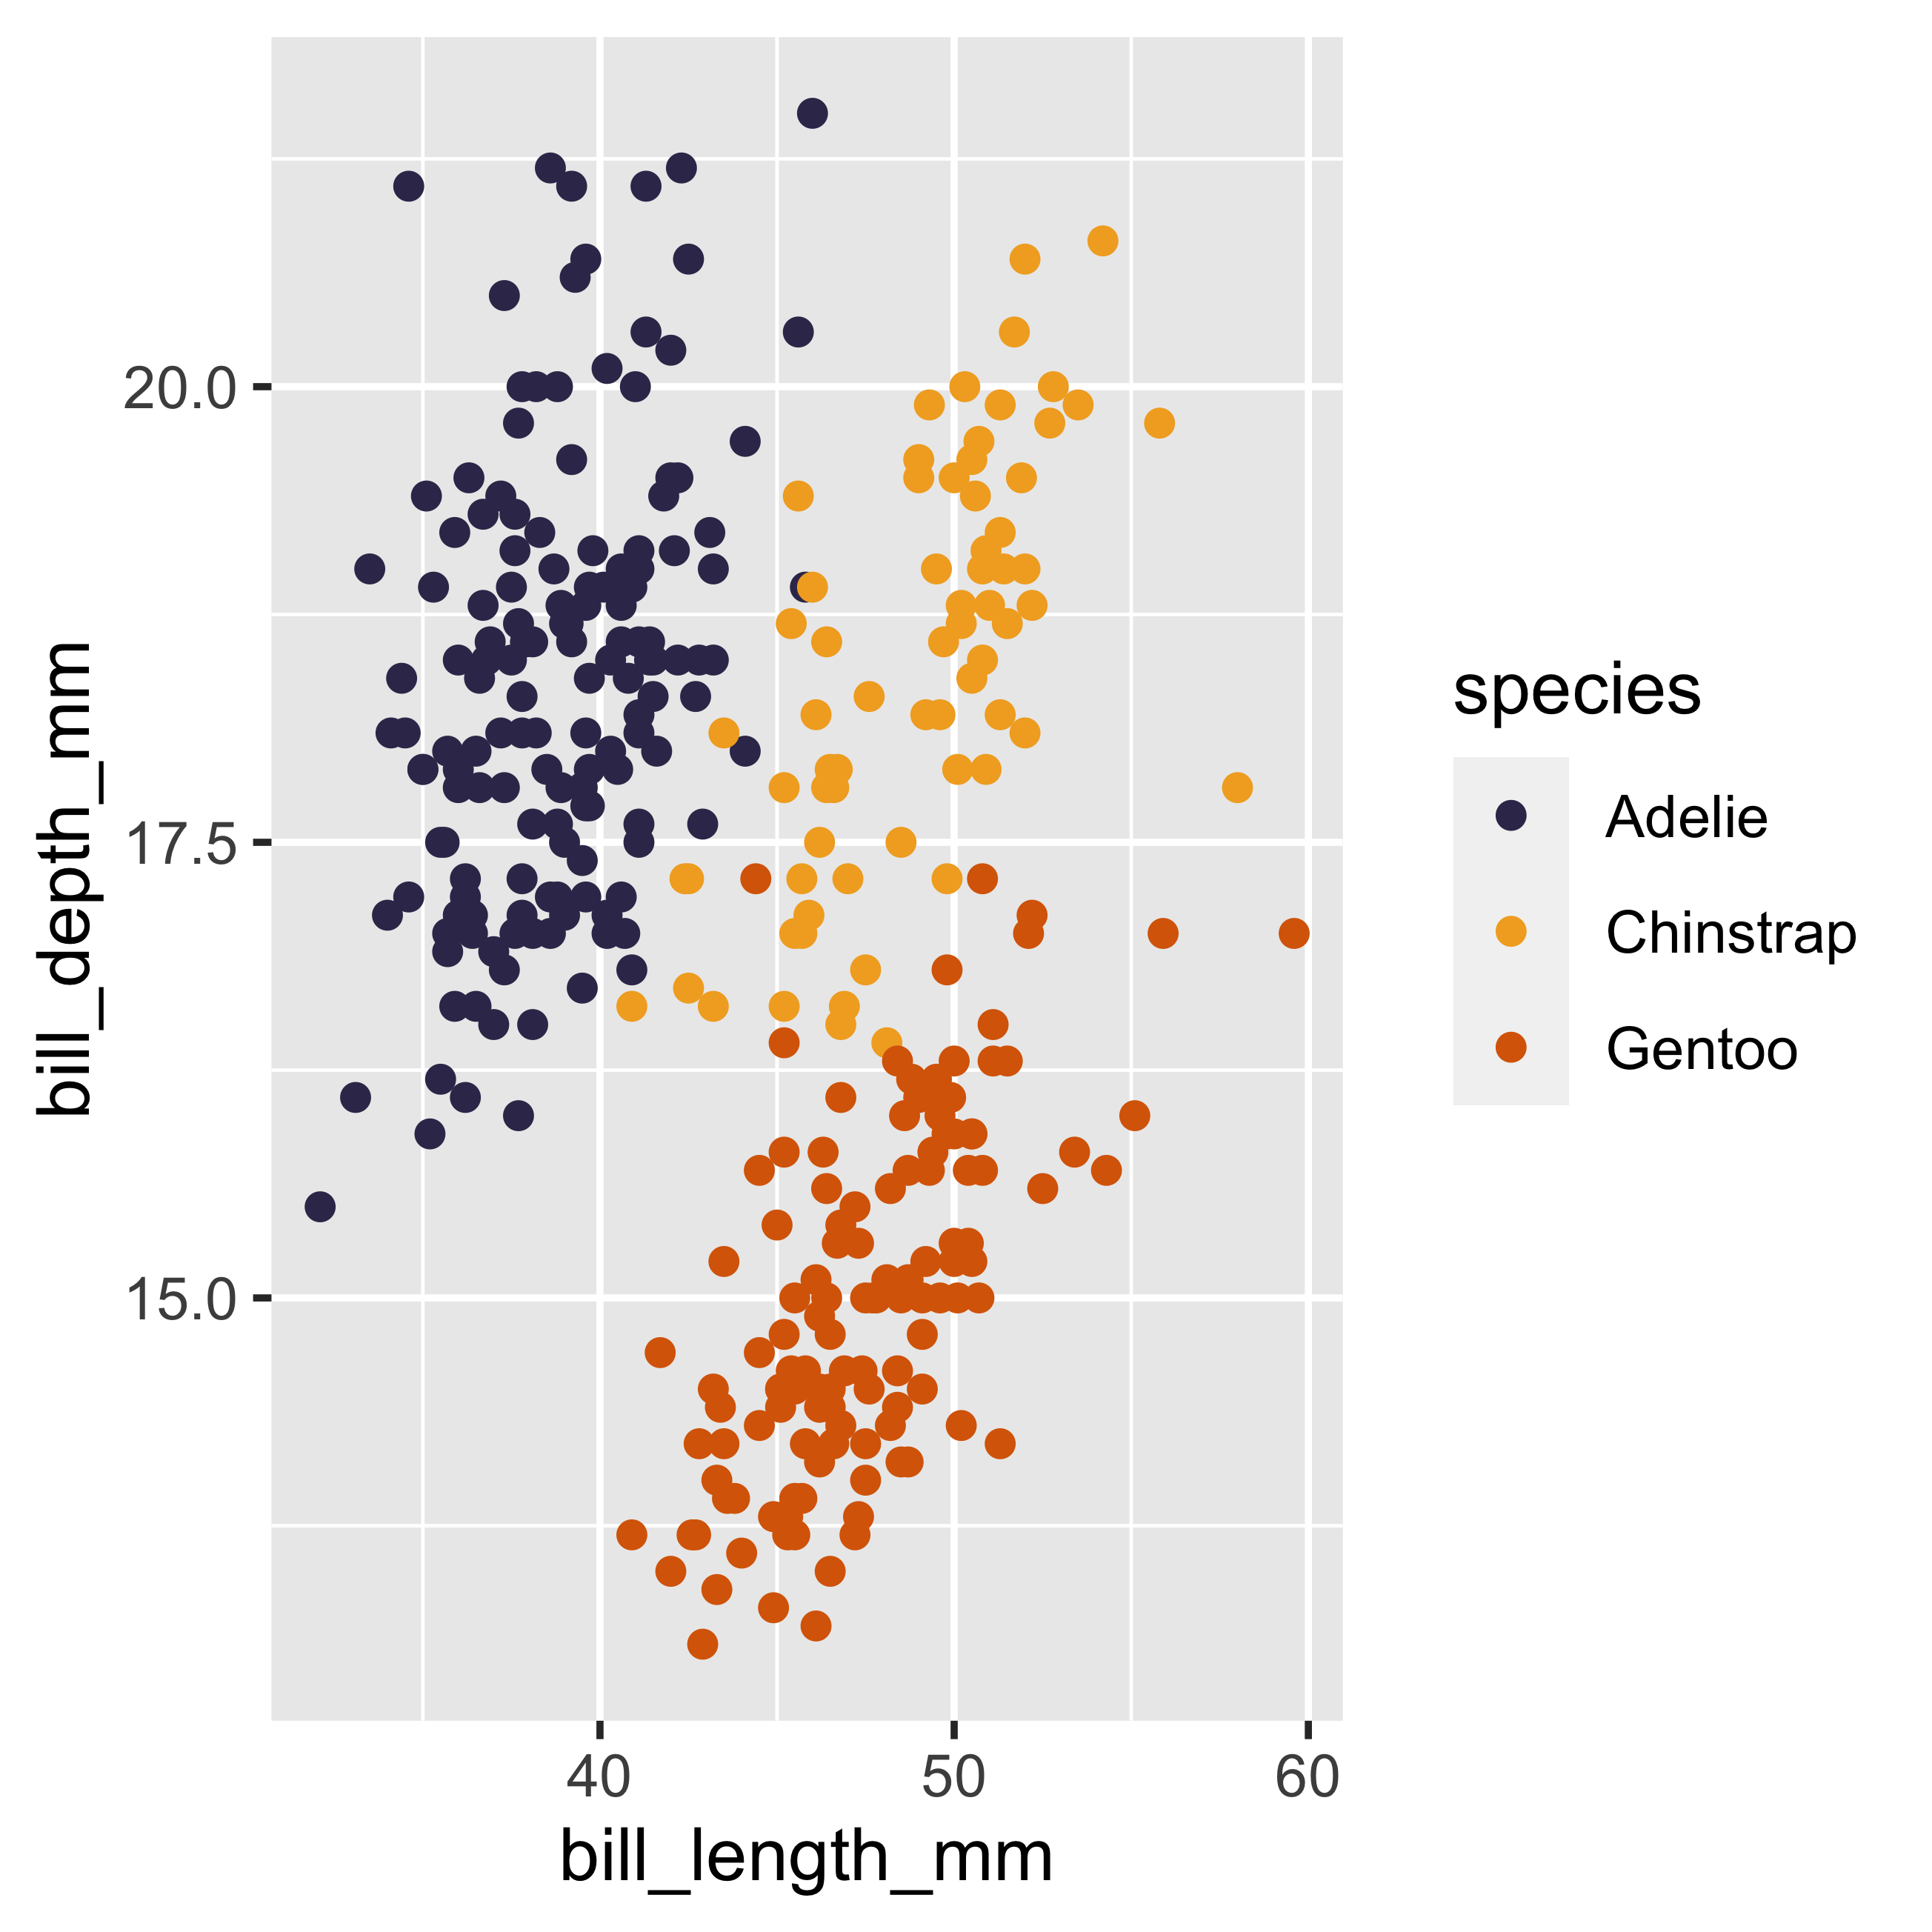 bill_depth_mm
20.0
17.5
15.0
40 50 60
bill_length_mm
species
Adelie
Chinstrap
Gentoo